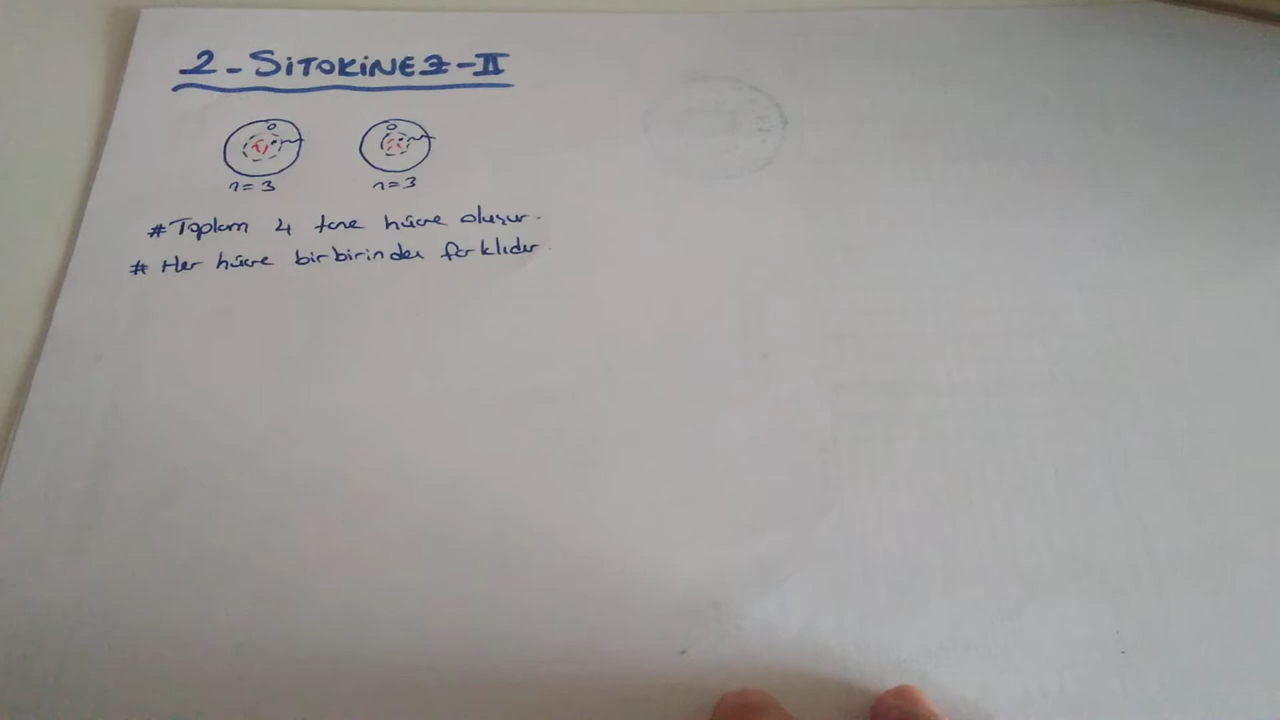 2-SİTOKİNEZ-II
n=3 n=3
#Toplam 4 tane hücre oluşur.
# Her hücre birbirinden farklıdır.